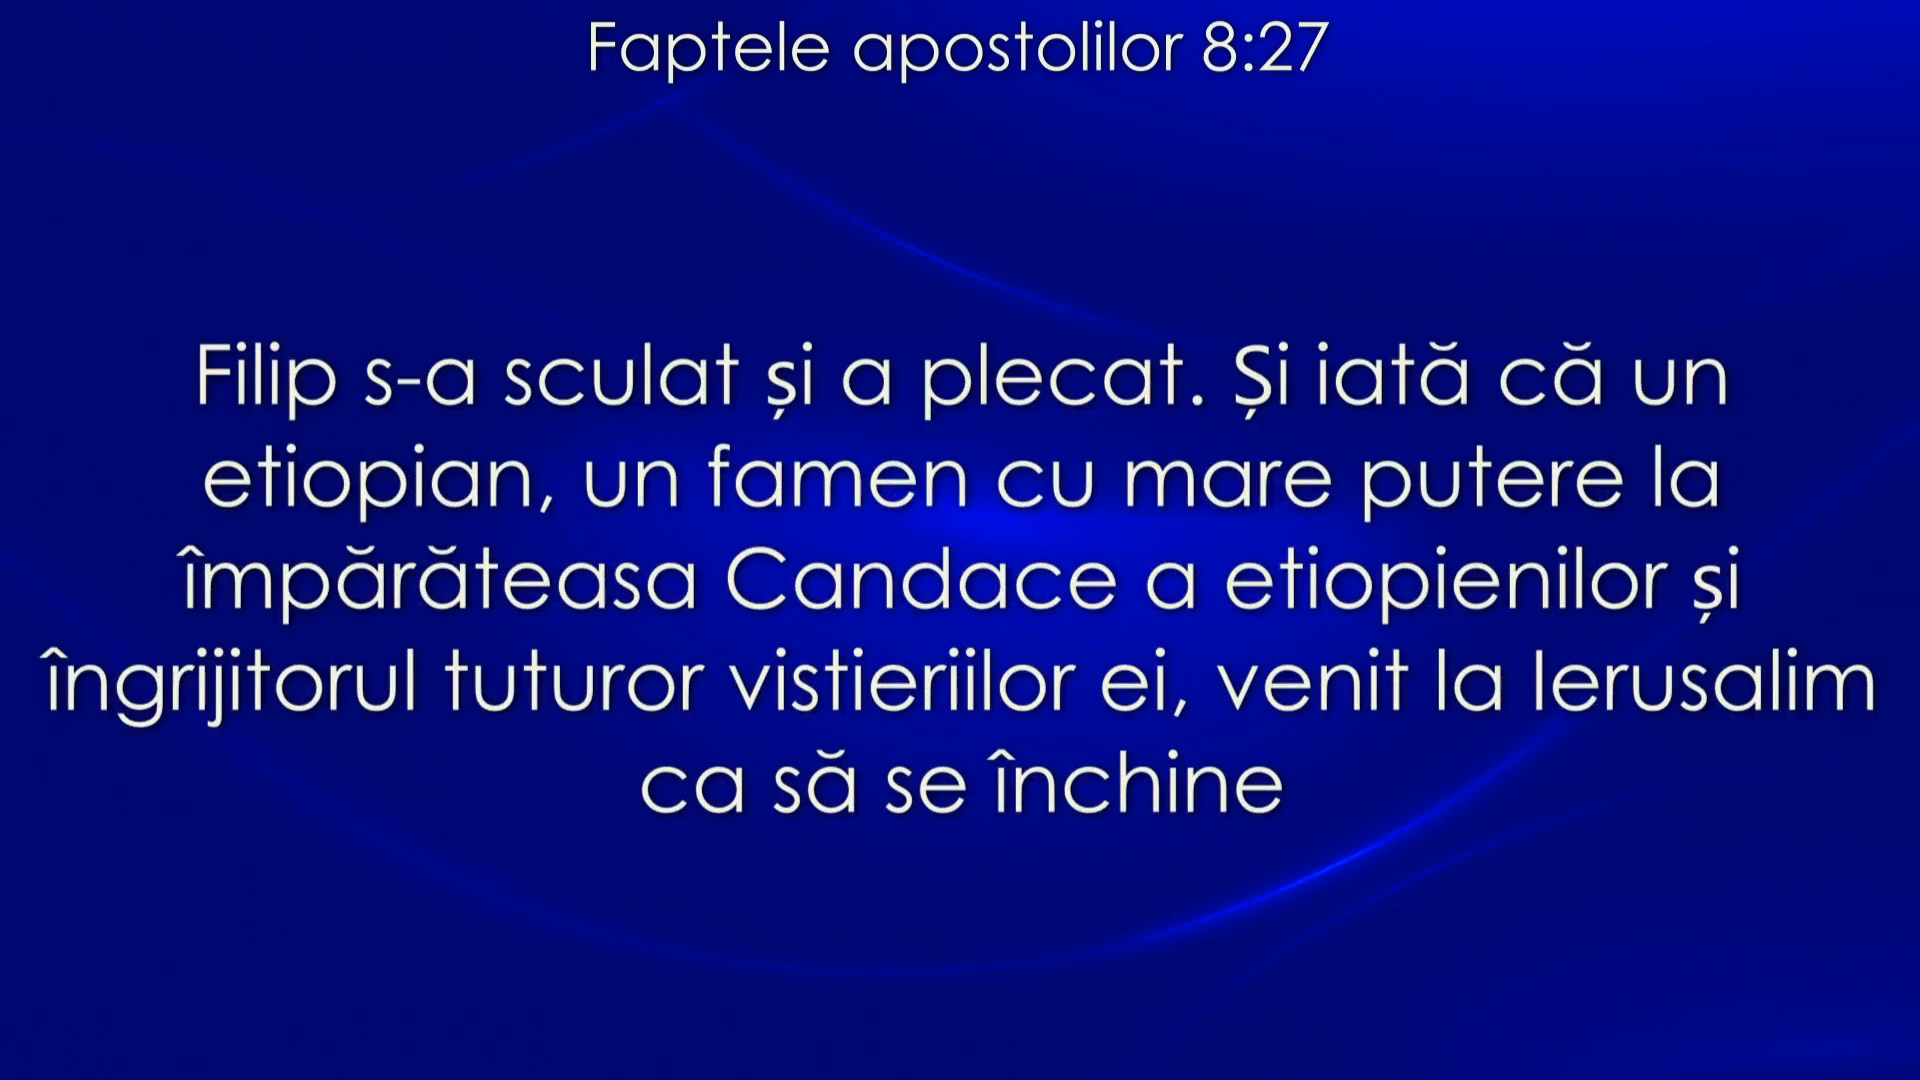 Faptele apostolilor 8:27
Filip s-a sculat și a plecat. Și iată că un
etiopian, un famen cu mare putere la
împărăteasa Candace a etiopienilor și
îngrijitorul tuturor vistieriilor ei, venit la Ierusalim
ca să se închine